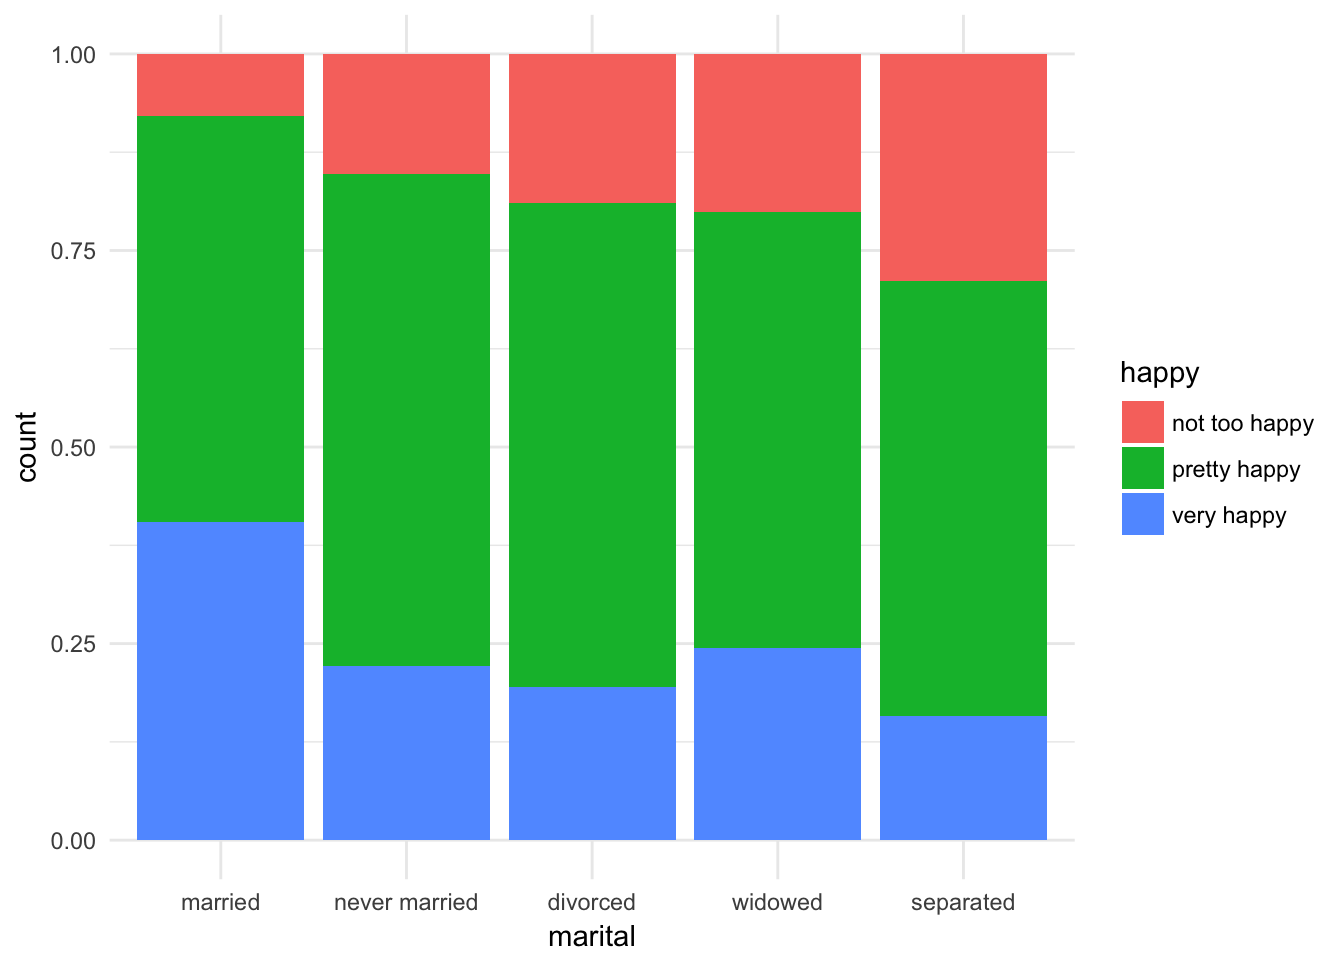 1.00
0.75
0.50
0.25
0.00
count
married never married divorced widowed separated
marital
happy
not too happy
pretty happy
very happy